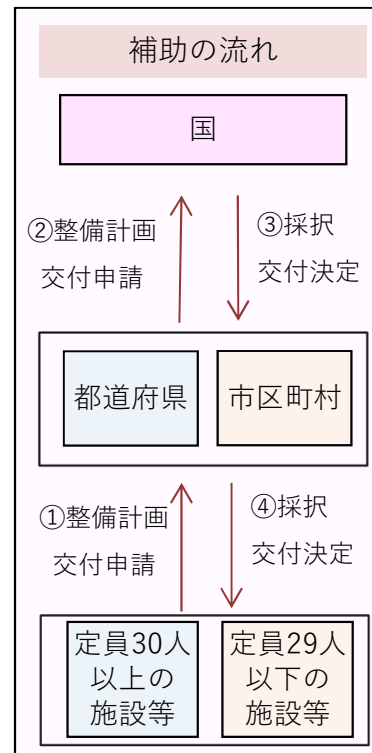 補助の流れ
国
②整備計画
交付申請
③採択
交付決定
都道府県
市区町村
①整備計画
交付申請
④採択
交付決定
定員30人
以上の
施設等
定員29人
以下の
施設等